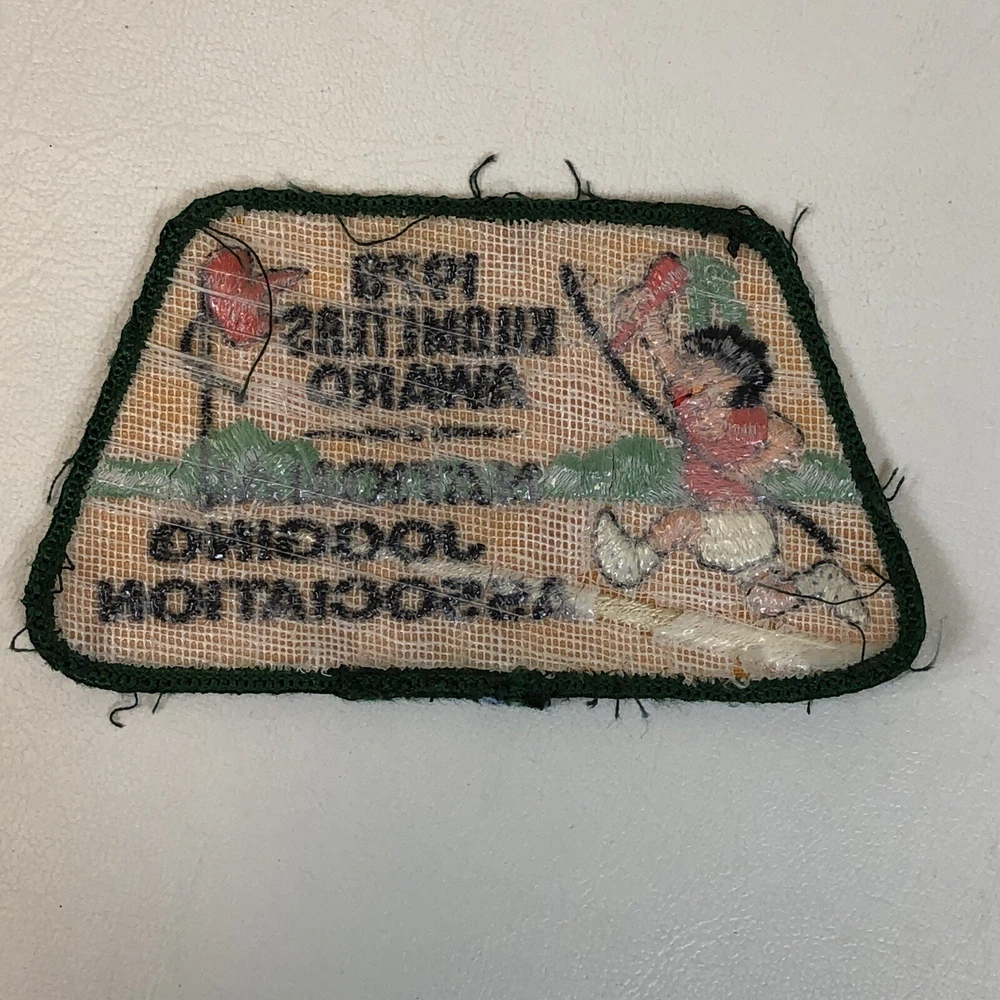 KILOMETERS
AWARD
NATIONAL
JOGGING
ASSOCIATION